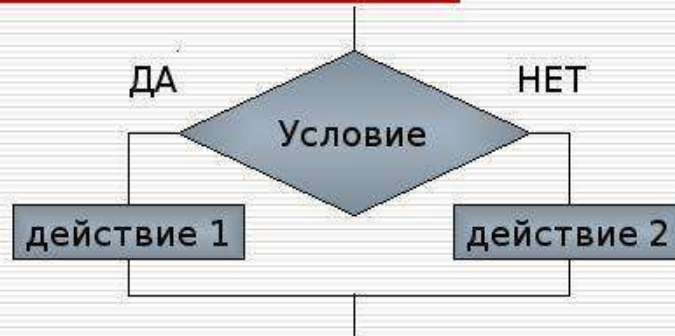 ДА
НЕТ
Условие
действие 1
действие 2